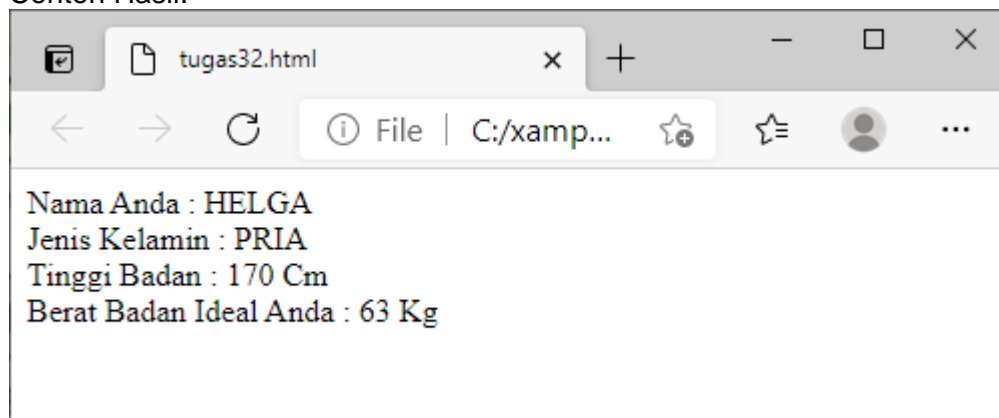 Contoh Hasil:
tugas32.html
File | C:/xamp...
Nama Anda : HELGA
Jenis Kelamin : PRIA
Tinggi Badan : 170 Cm
Berat Badan Ideal Anda : 63 Kg